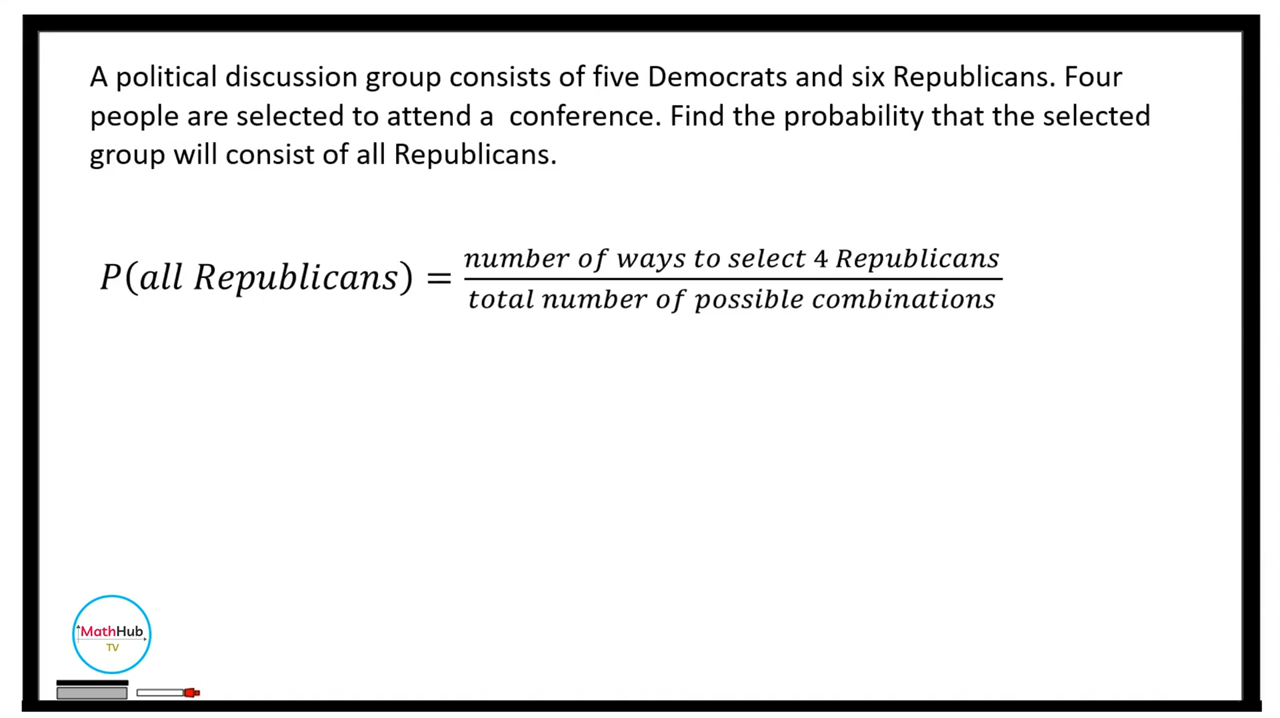 A political discussion group consists of five Democrats and six Republicans. Four
people are selected to attend a  conference. Find the probability that the selected
group will consist of all Republicans.
P(all Republicans) = number of ways to select 4 Republicans / total number of possible combinations
MathHub
TV